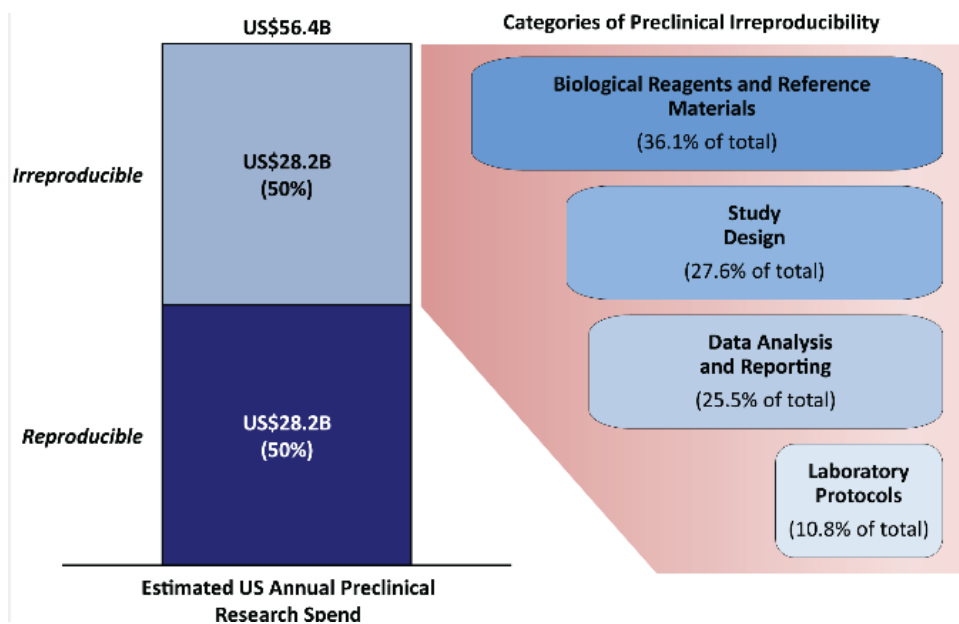 US$56.4B
Irreproducible
US$28.2B
(50%)
Reproducible
US$28.2B
(50%)
Estimated US Annual Preclinical
Research Spend
Categories of Preclinical Irreproducibility
Biological Reagents and Reference
Materials
(36.1% of total)
Study
Design
(27.6% of total)
Data Analysis
and Reporting
(25.5% of total)
Laboratory
Protocols
(10.8% of total)